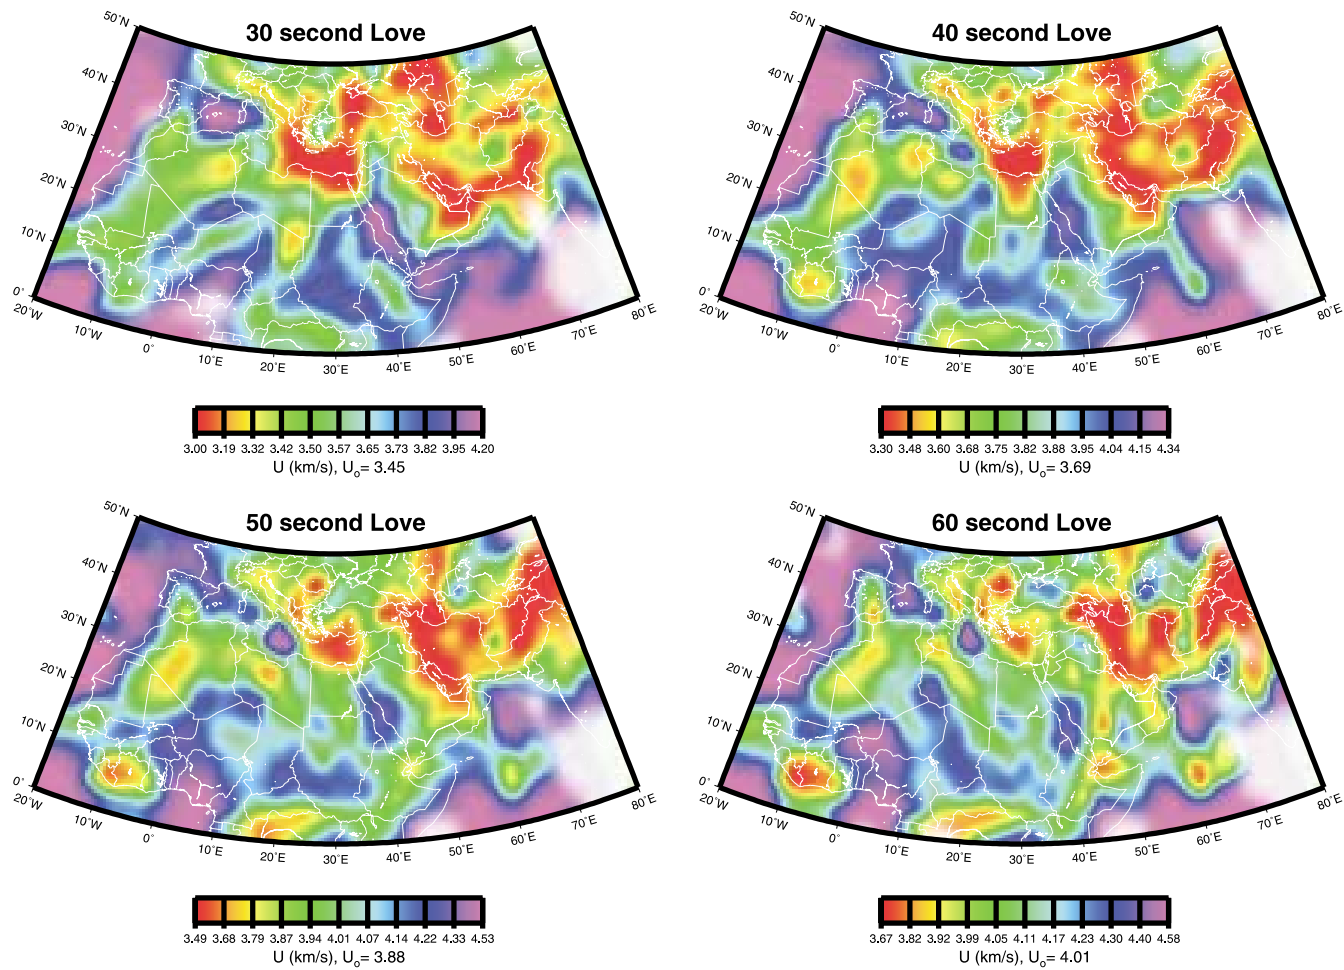 30 second Love
50˚N
40˚N
30˚N
20˚N
10˚N
0˚
20˚W
10˚W
0˚
10˚E
20˚E
30˚E
40˚E
50˚E
60˚E
70˚E
80˚E
3.00 3.19 3.32 3.42 3.50 3.57 3.65 3.73 3.82 3.95 4.20
U (km/s), Uo= 3.45
40 second Love
50˚N
40˚N
30˚N
20˚N
10˚N
0˚
20˚W
10˚W
0˚
10˚E
20˚E
30˚E
40˚E
50˚E
60˚E
70˚E
80˚E
3.30 3.48 3.60 3.68 3.75 3.82 3.88 3.95 4.04 4.15 4.34
U (km/s), Uo= 3.69
50 second Love
50˚N
40˚N
30˚N
20˚N
10˚N
0˚
20˚W
10˚W
0˚
10˚E
20˚E
30˚E
40˚E
50˚E
60˚E
70˚E
80˚E
3.49 3.68 3.79 3.87 3.94 4.01 4.07 4.14 4.22 4.33 4.53
U (km/s), Uo= 3.88
60 second Love
50˚N
40˚N
30˚N
20˚N
10˚N
0˚
20˚W
10˚W
0˚
10˚E
20˚E
30˚E
40˚E
50˚E
60˚E
70˚E
80˚E
3.67 3.82 3.92 3.99 4.05 4.11 4.17 4.23 4.30 4.40 4.58
U (km/s), Uo= 4.01